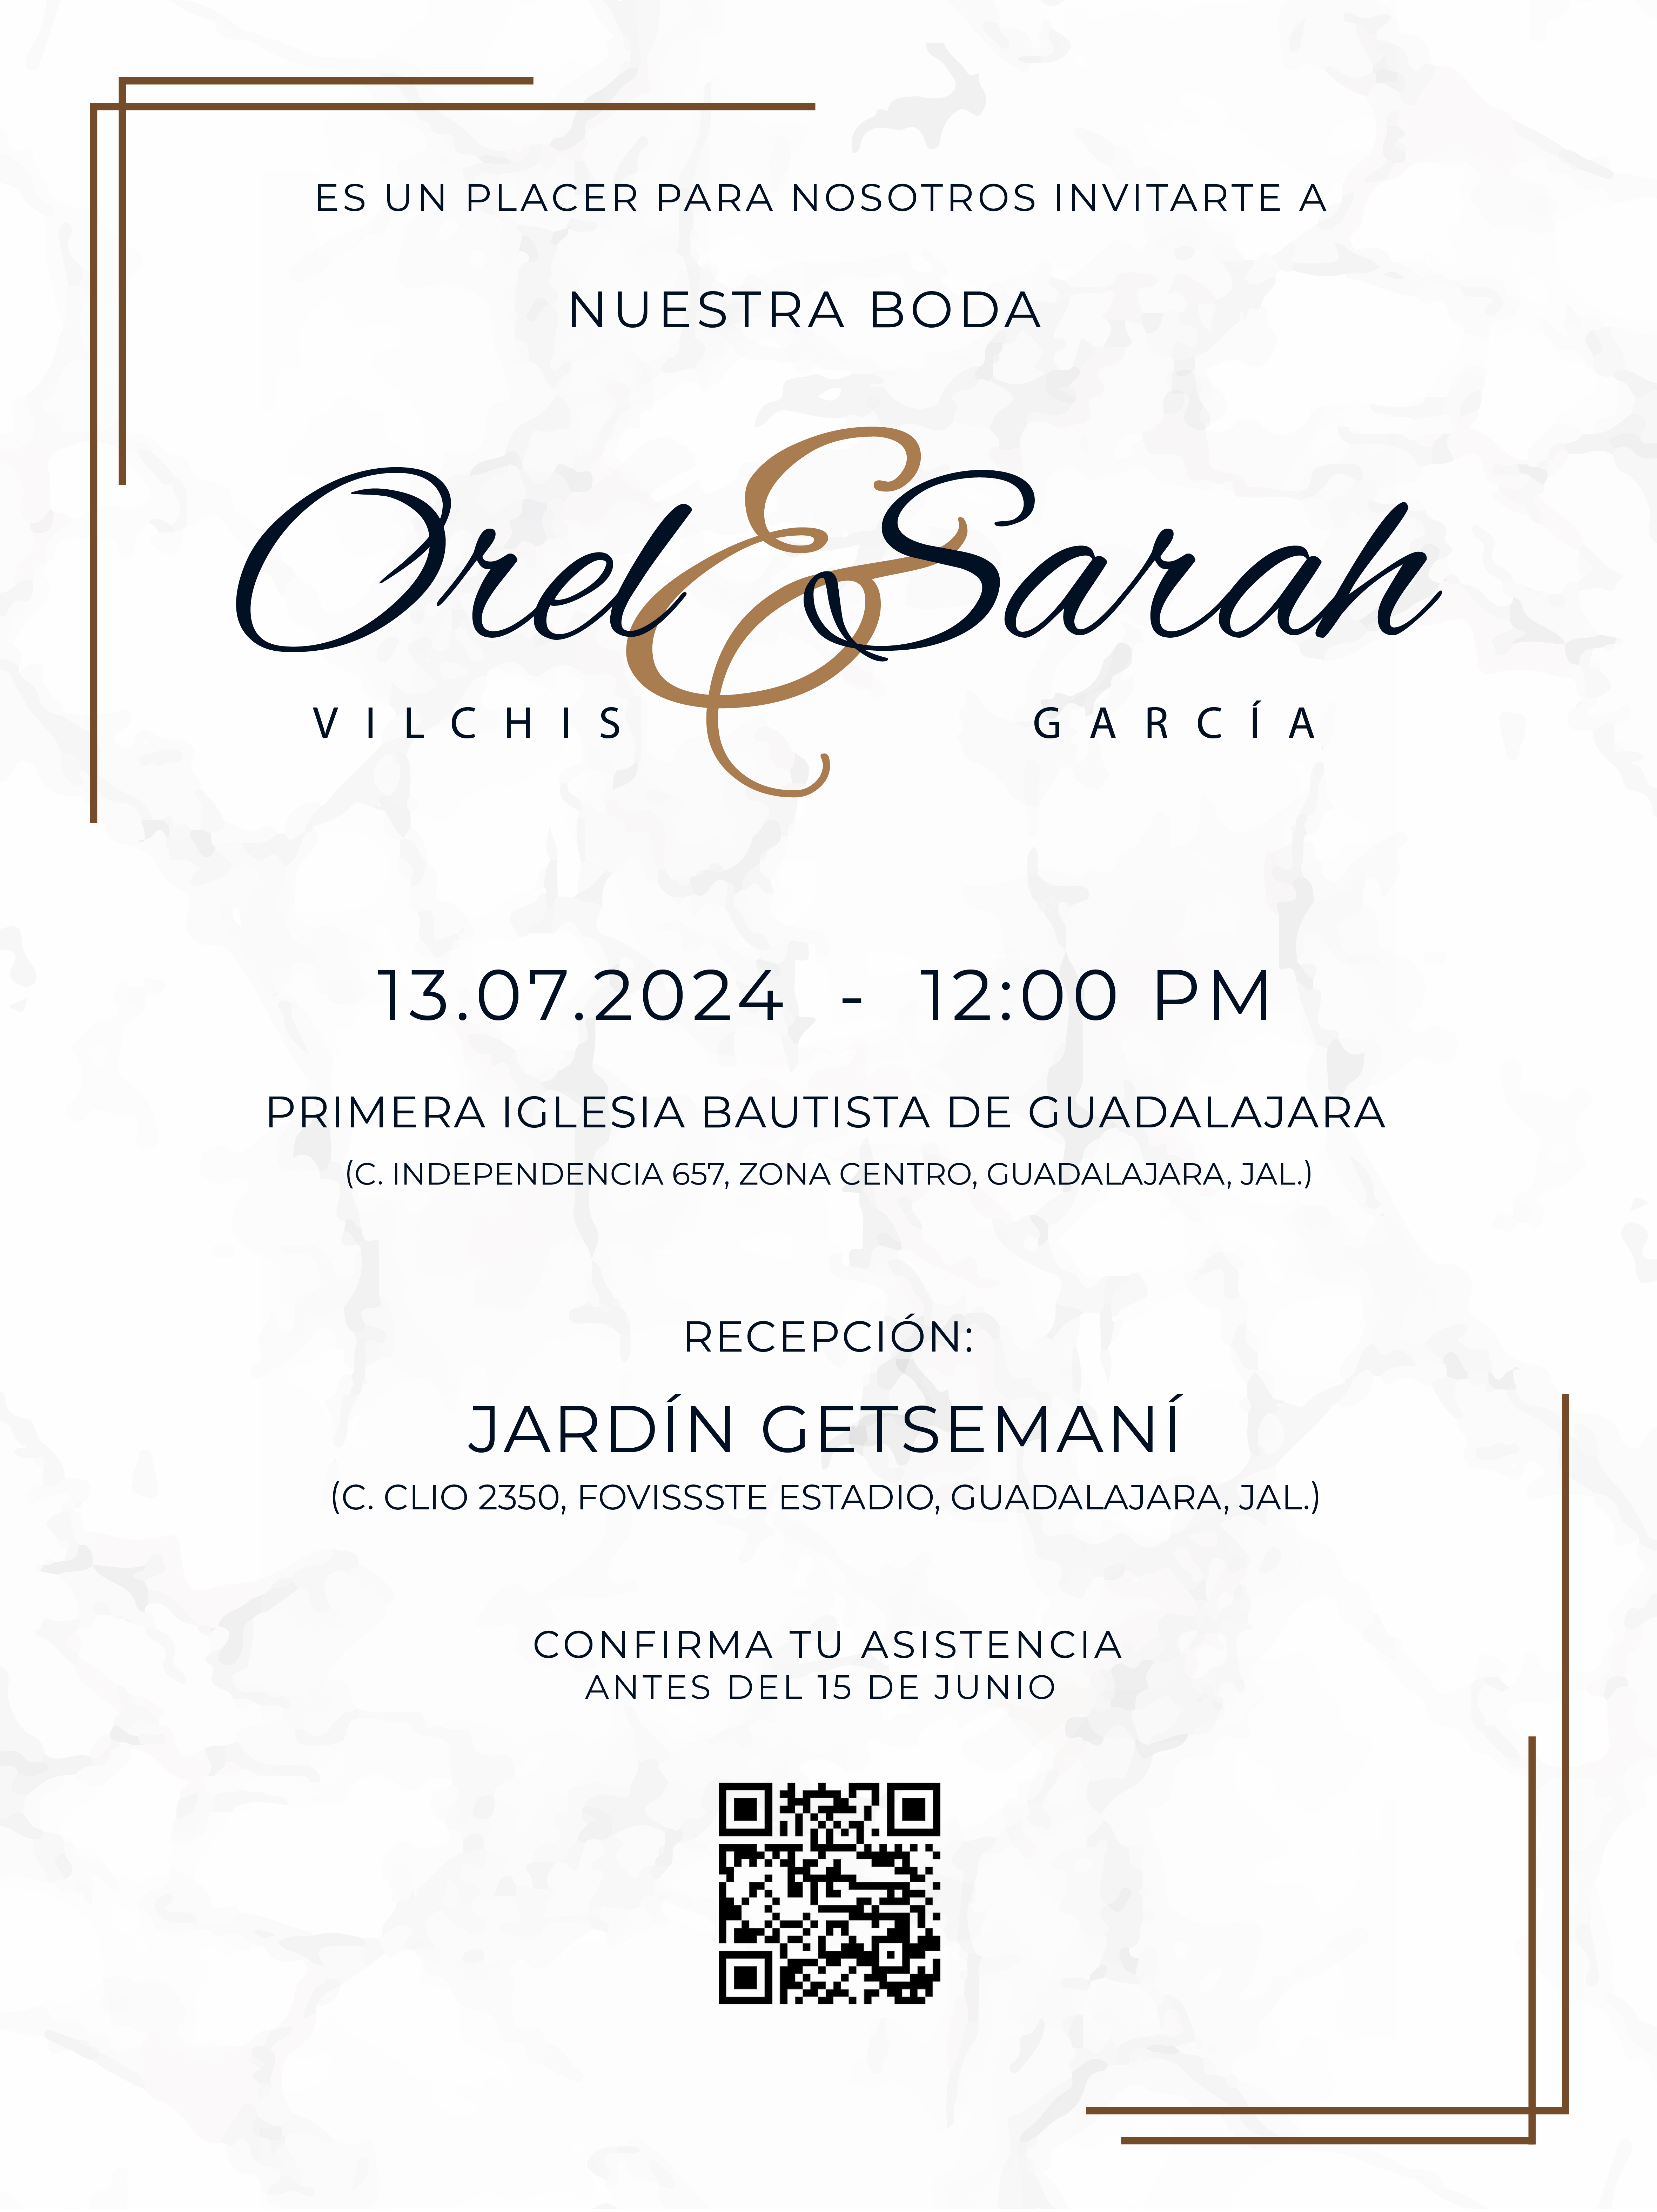 ES UN PLACER PARA NOSOTROS INVITARTE A
NUESTRA BODA
Orel & Sarah
VILCHIS GARCÍA
13.07.2024 - 12:00 PM
PRIMERA IGLESIA BAUTISTA DE GUADALAJARA
(C. INDEPENDENCIA 657, ZONA CENTRO, GUADALAJARA, JAL.)
RECEPCIÓN:
JARDÍN GETSEMANÍ
(C. CLIO 2350, FOVISSSTE ESTADIO, GUADALAJARA, JAL.)
CONFIRMA TU ASISTENCIA
ANTES DEL 15 DE JUNIO